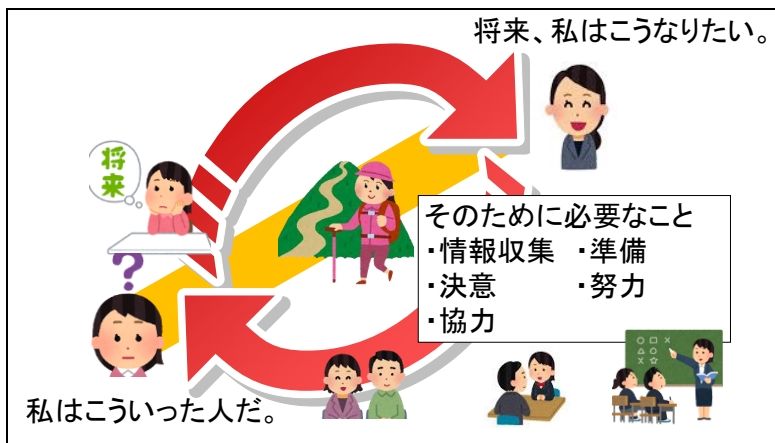 将来、私はこうなりたい。
将来
?
そのために必要なこと
・情報収集 ・準備
・決意 ・努力
・協力
私はこういった人だ。